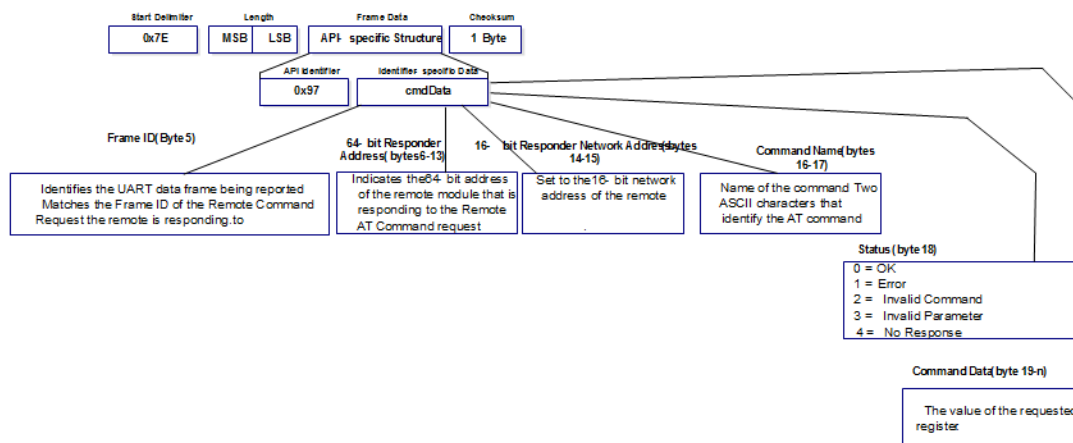 Start Delimiter
Length
Frame Data
Checksum
0x7E
MSB
LSB
API- specific Structure
1 Byte
API Identifier
Identifier- specific Data
0x97
cmdData
Frame ID(Byte 5)
64- bit Responder
Address( bytes6-13)
16- bit Responder Network Address(bytes
14-15)
Command Name(bytes
16-17)
Identifies the UART data frame being reported
Matches the Frame ID of the Remote Command
Request the remote is responding.to
Indicates the64- bit address
of the remote module that is
responding to the Remote
AT Command request
Set to the16- bit network
address of the remote
.
Name of the command Two
ASCII characters that
identify the AT command
Status( byte 18)
0 = OK
1 = Error
2 = Invalid Command
3 = Invalid Parameter
4 = No Response
Command Data( byte 19-n)
The value of the requested
register.